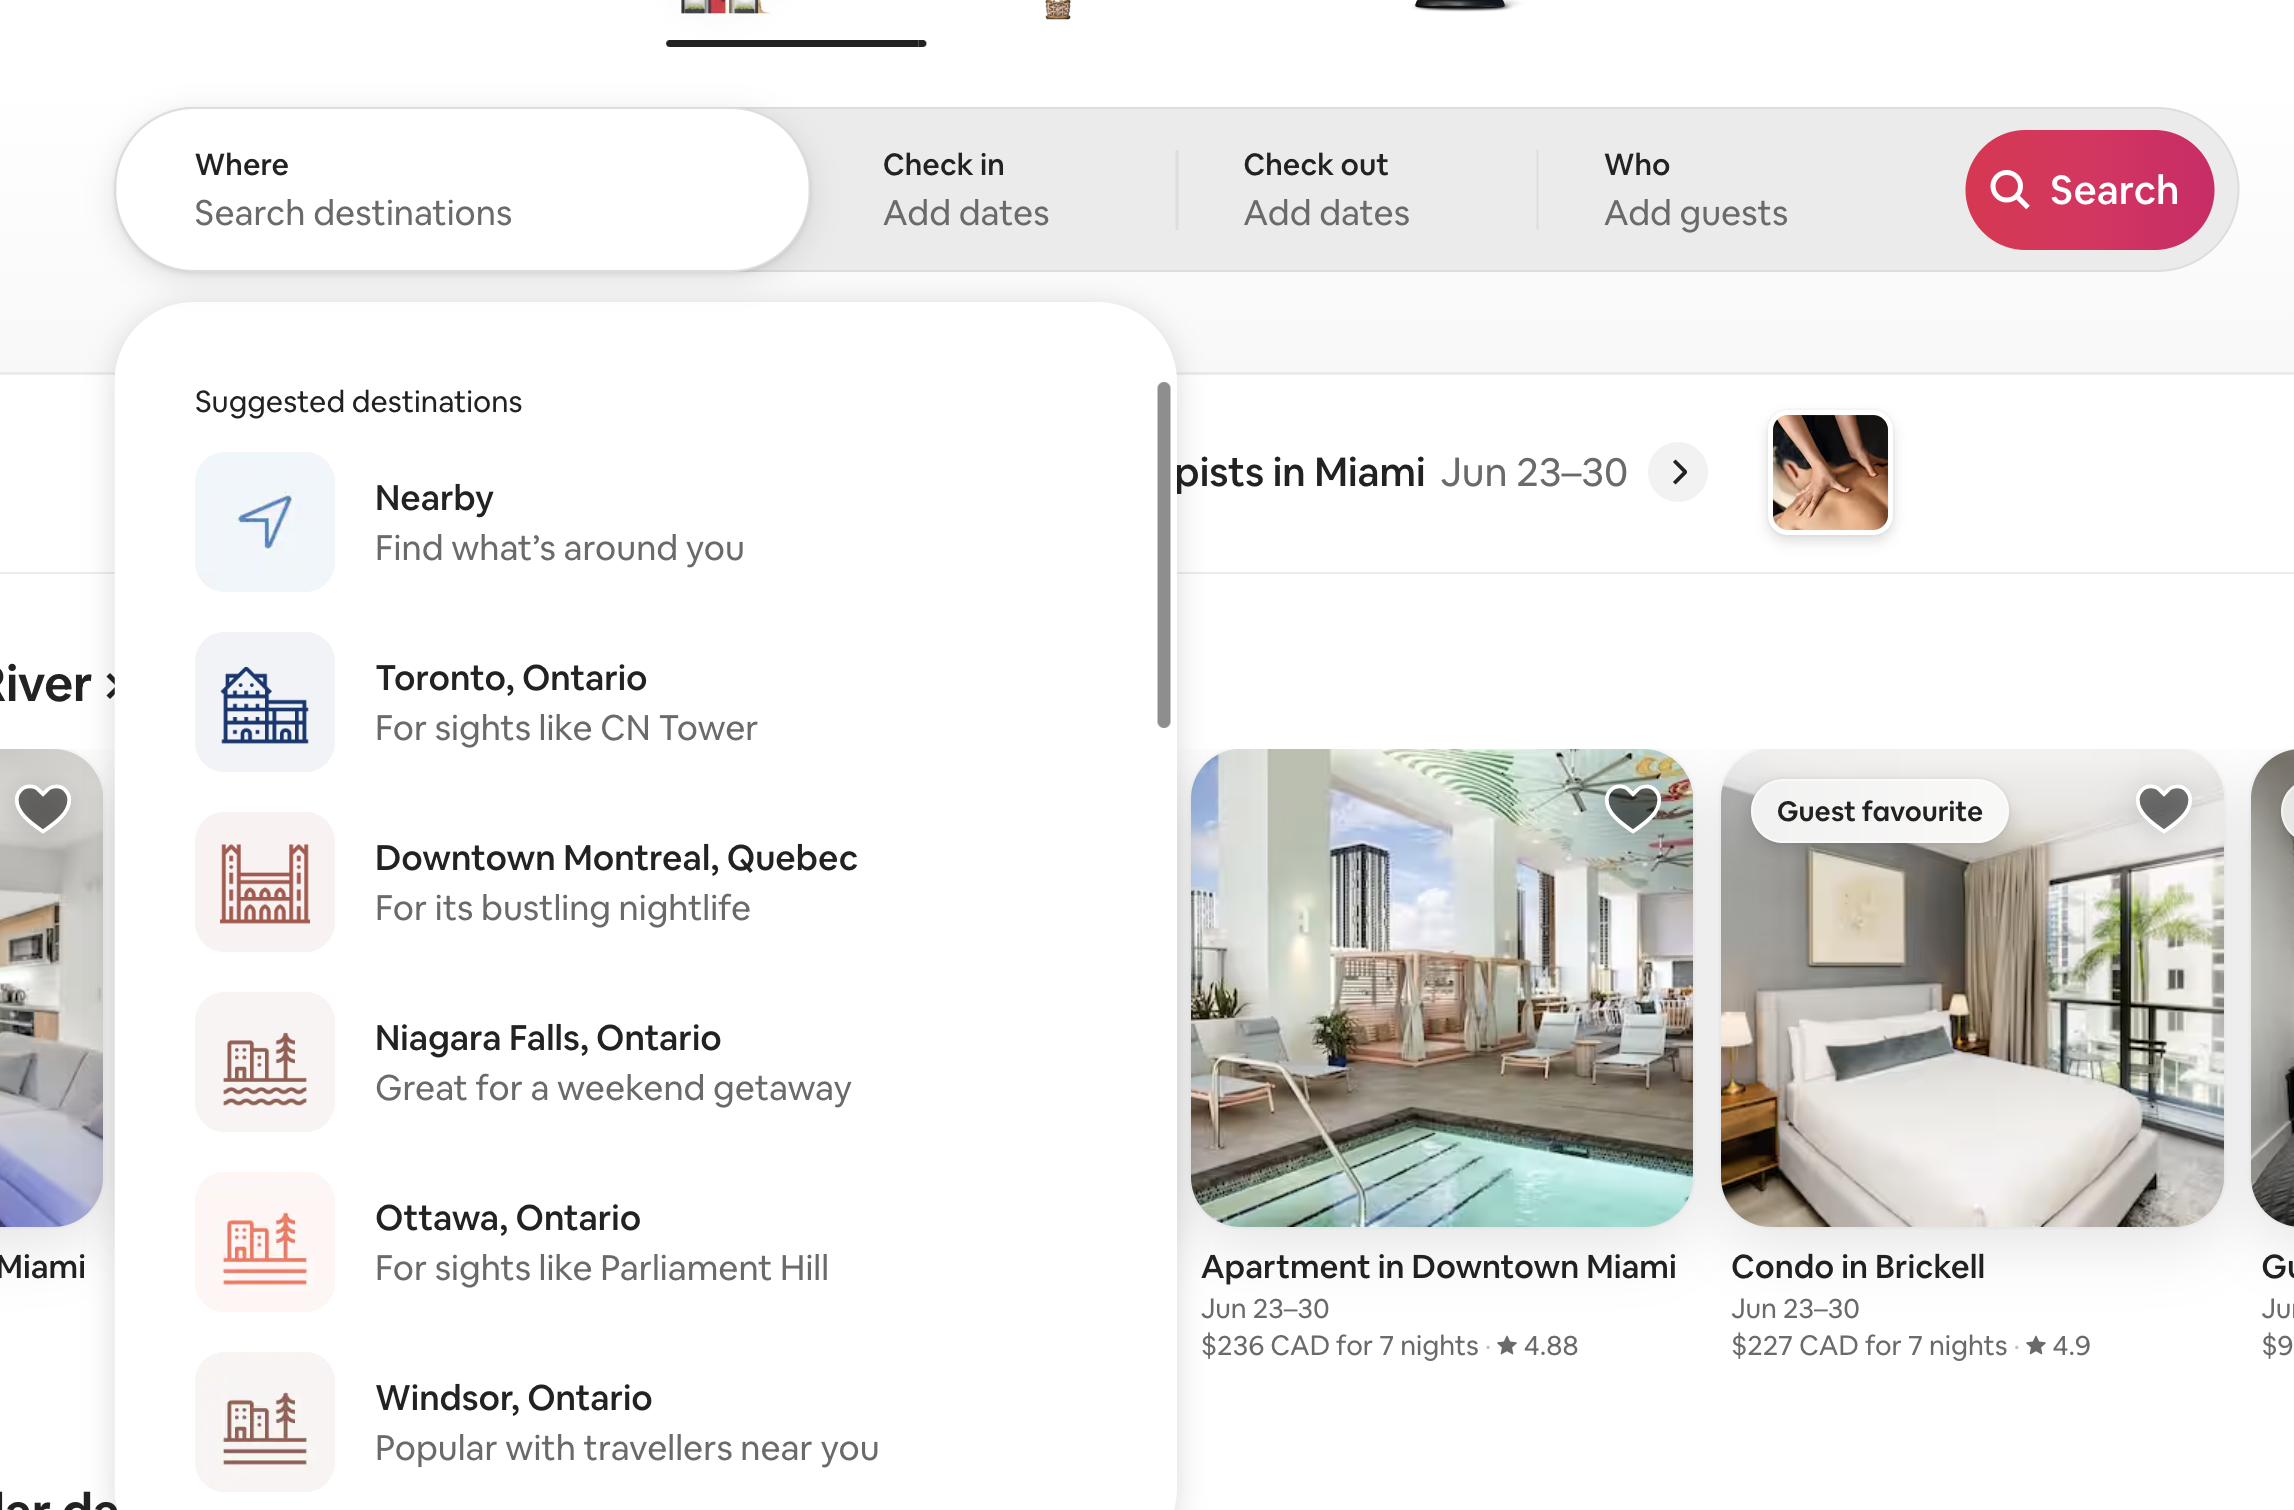 Where
Search destinations
Check in
Add dates
Check out
Add dates
Who
Add guests
Search
Suggested destinations
Nearby
Find what’s around you
Toronto, Ontario
For sights like CN Tower
Downtown Montreal, Quebec
For its bustling nightlife
Niagara Falls, Ontario
Great for a weekend getaway
Ottawa, Ontario
For sights like Parliament Hill
Windsor, Ontario
Popular with travellers near you
in Miami Jun 23–30
River
Miami
Guest favourite
Apartment in Downtown Miami
Jun 23–30
$236 CAD for 7 nights · ★ 4.88
Condo in Brickell
Jun 23–30
$227 CAD for 7 nights · ★ 4.9